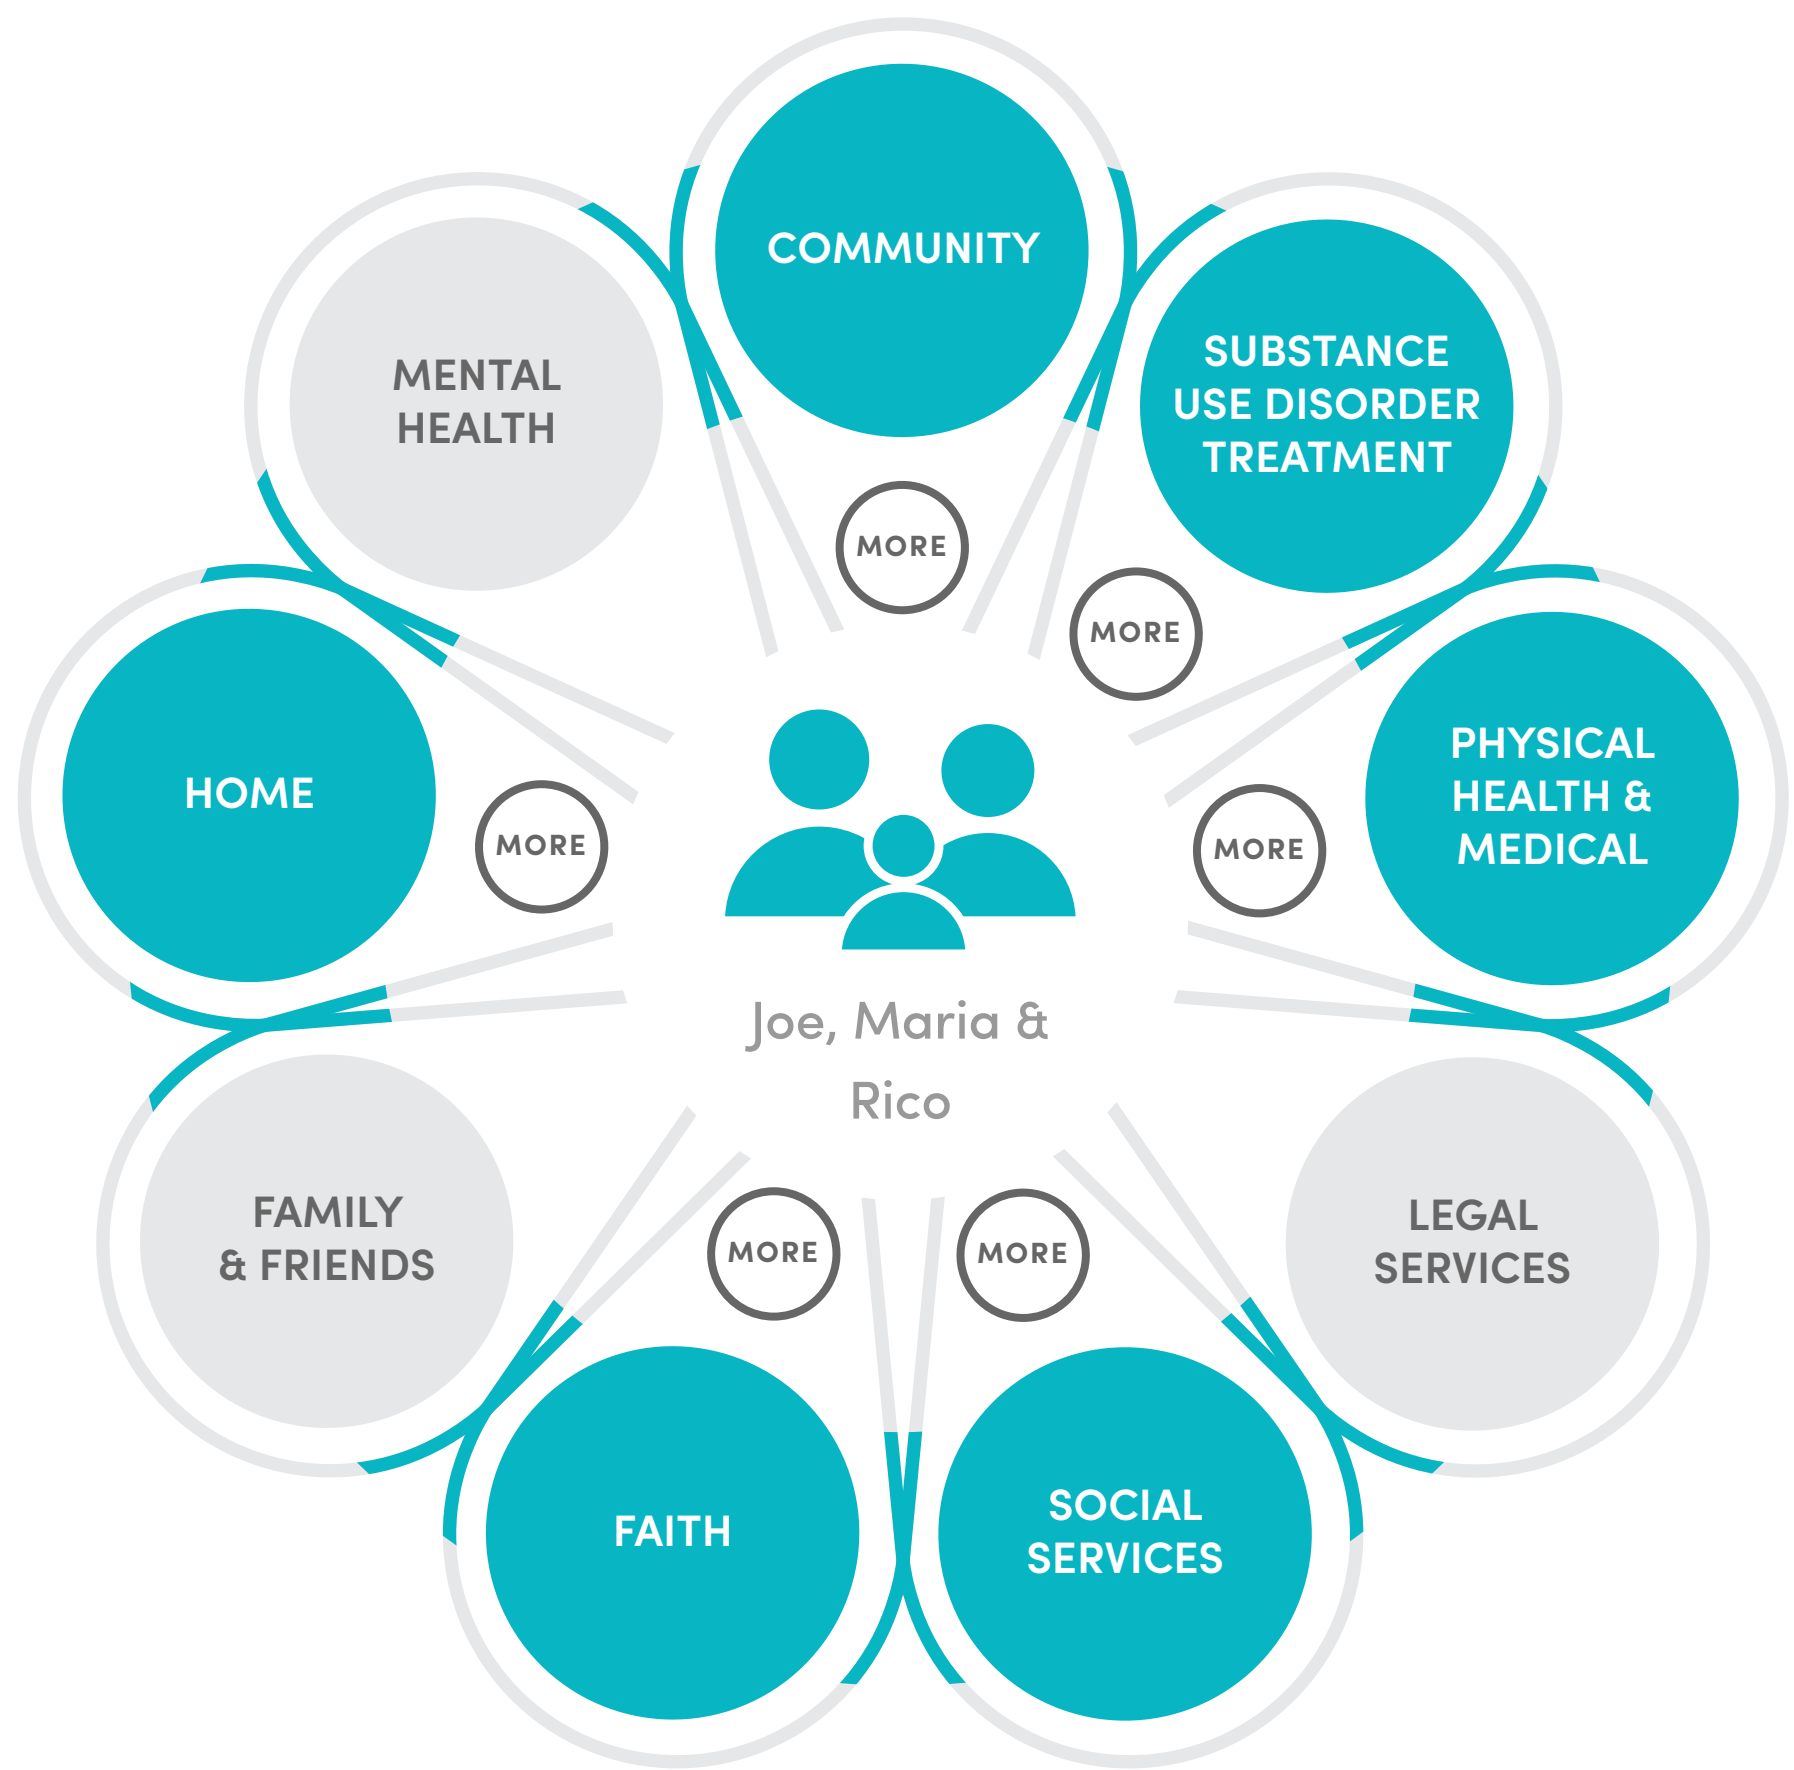 COMMUNITY
SUBSTANCE
USE DISORDER
TREATMENT
MENTAL
HEALTH
MORE
MORE
PHYSICAL
HEALTH &
MEDICAL
HOME
MORE
MORE
Joe, Maria &
Rico
FAMILY
& FRIENDS
LEGAL
SERVICES
MORE
MORE
FAITH
SOCIAL
SERVICES